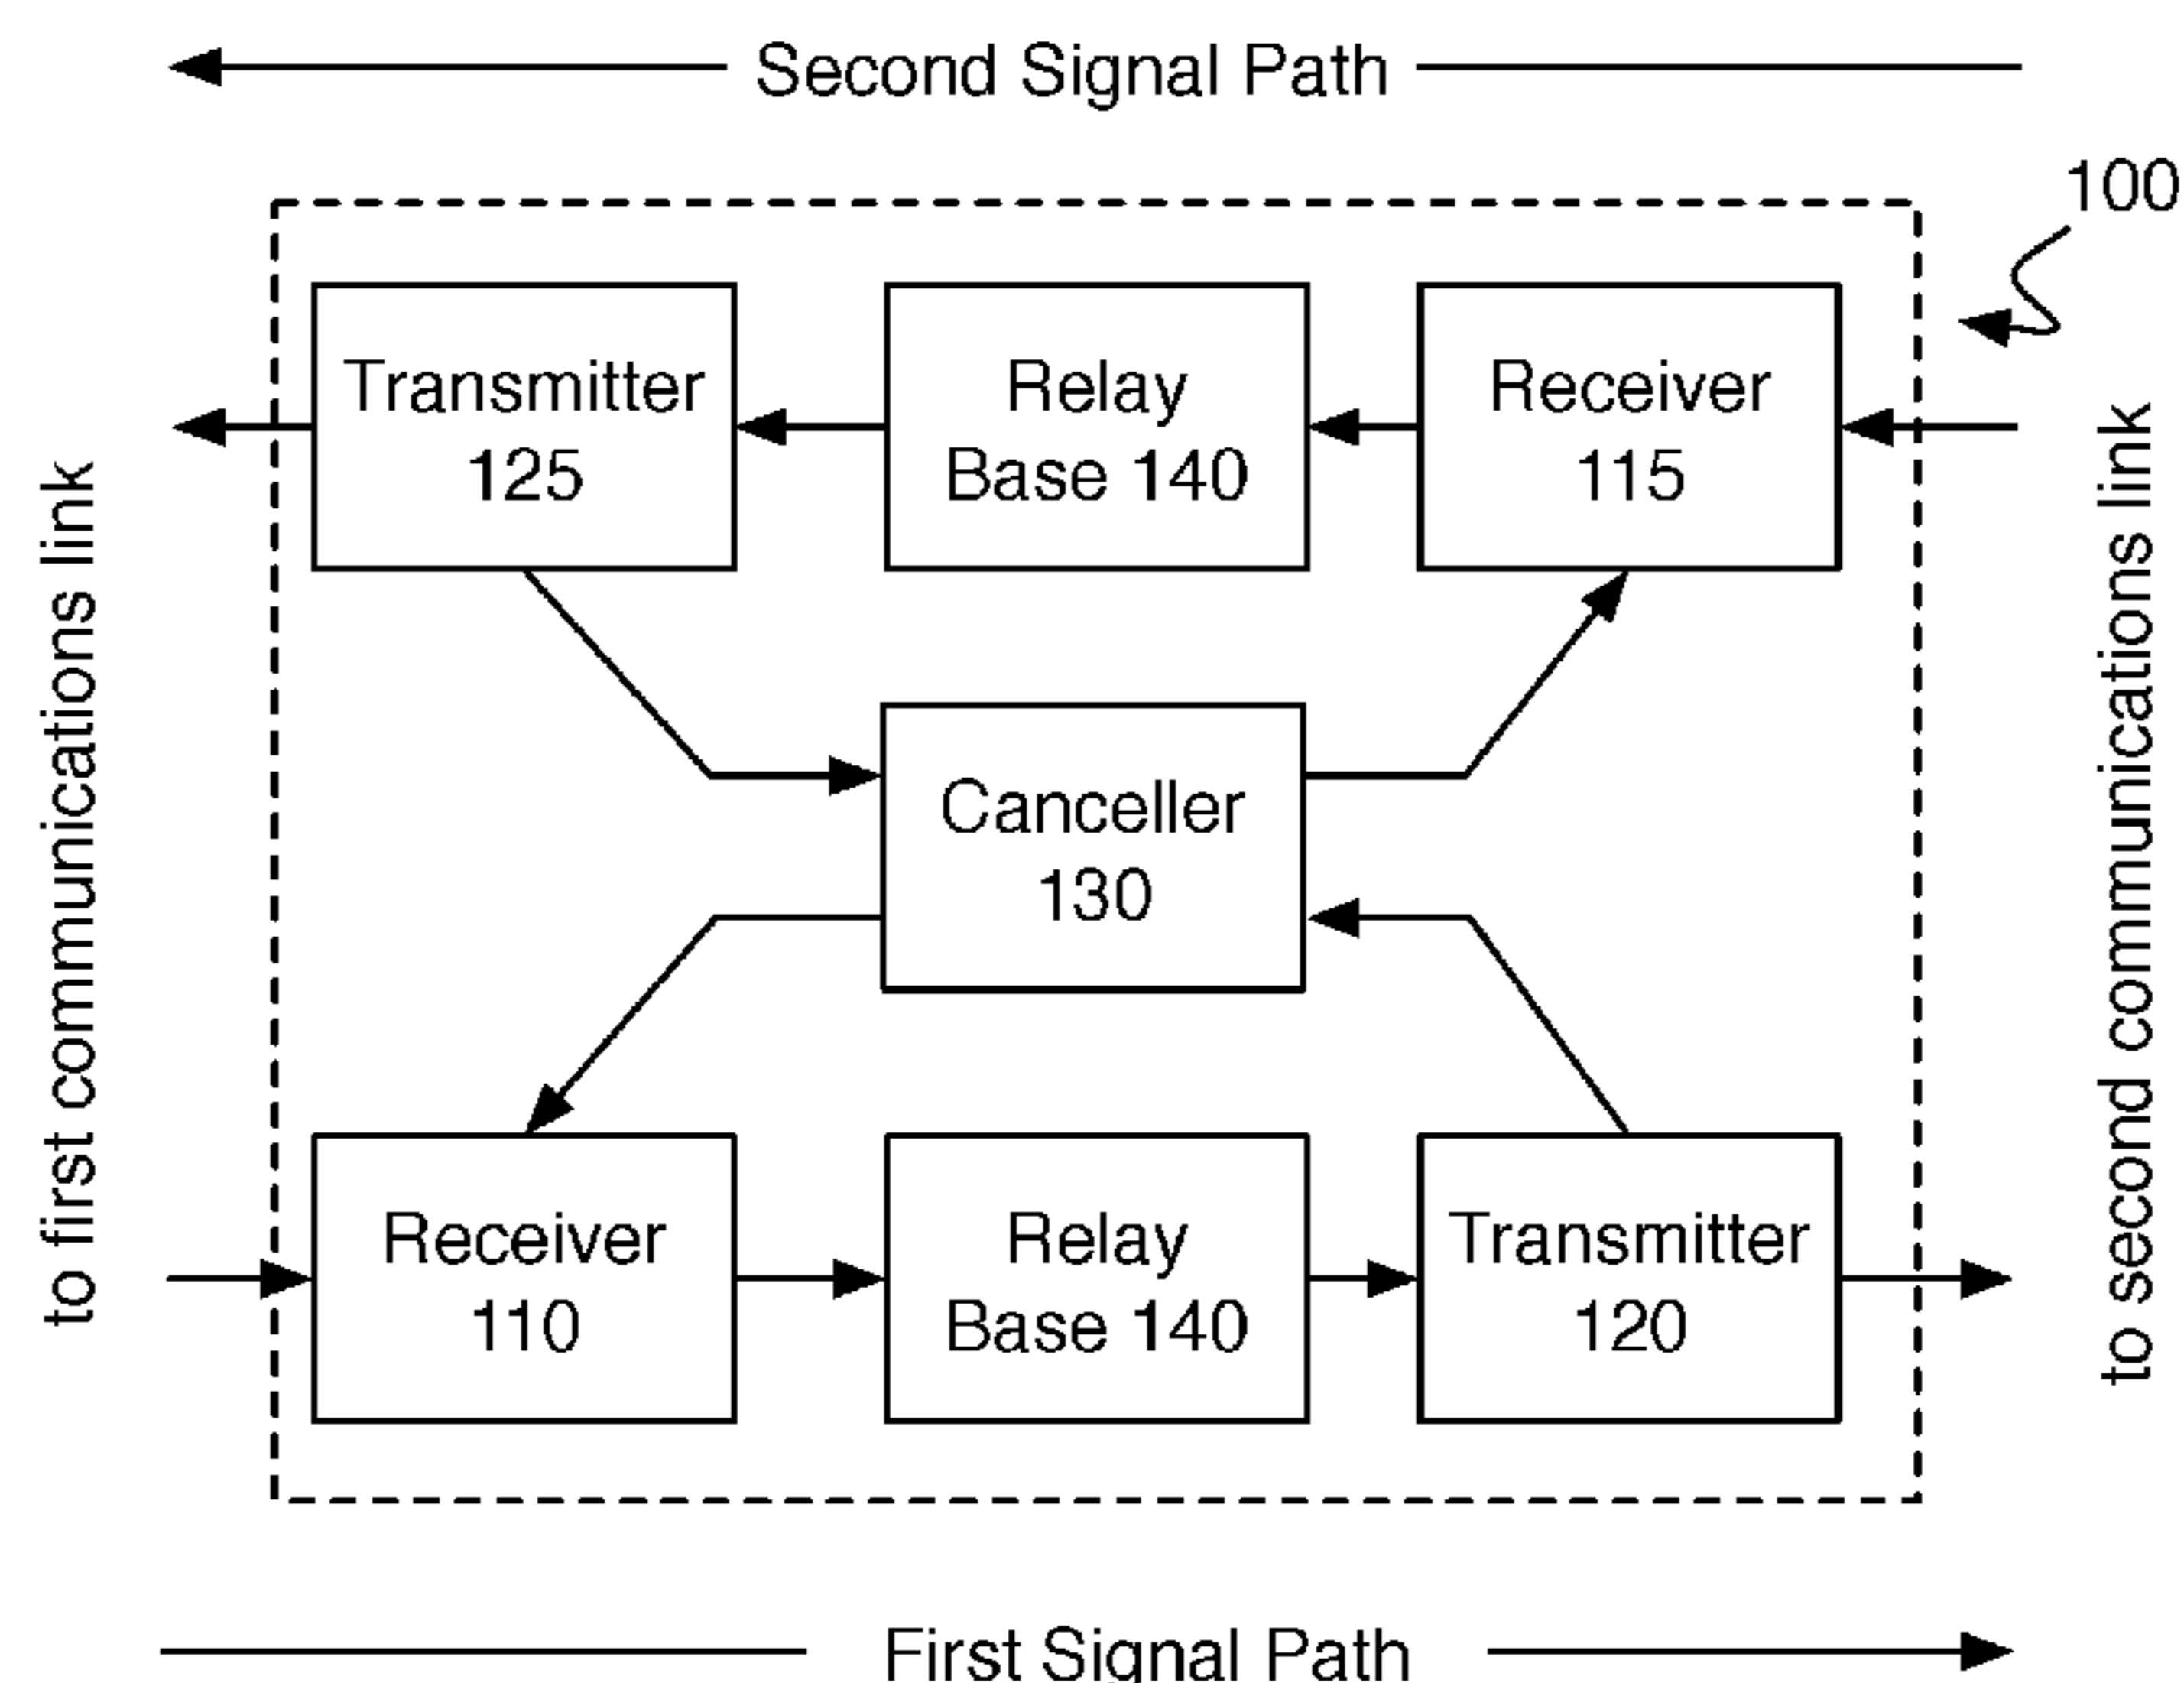 Second Signal Path
100
Transmitter
125
Relay
Base 140
Receiver
115
to first communications link
to second communications link
Canceller
130
Receiver
110
Relay
Base 140
Transmitter
120
First Signal Path